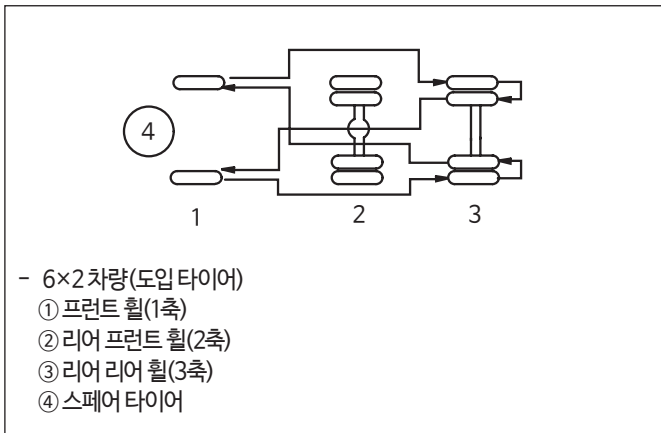 4
1
2
3
- 6×2 차량(도입 타이어)
① 프런트 휠(1축)
② 리어 프런트 휠(2축)
③ 리어 리어 휠(3축)
④ 스페어 타이어